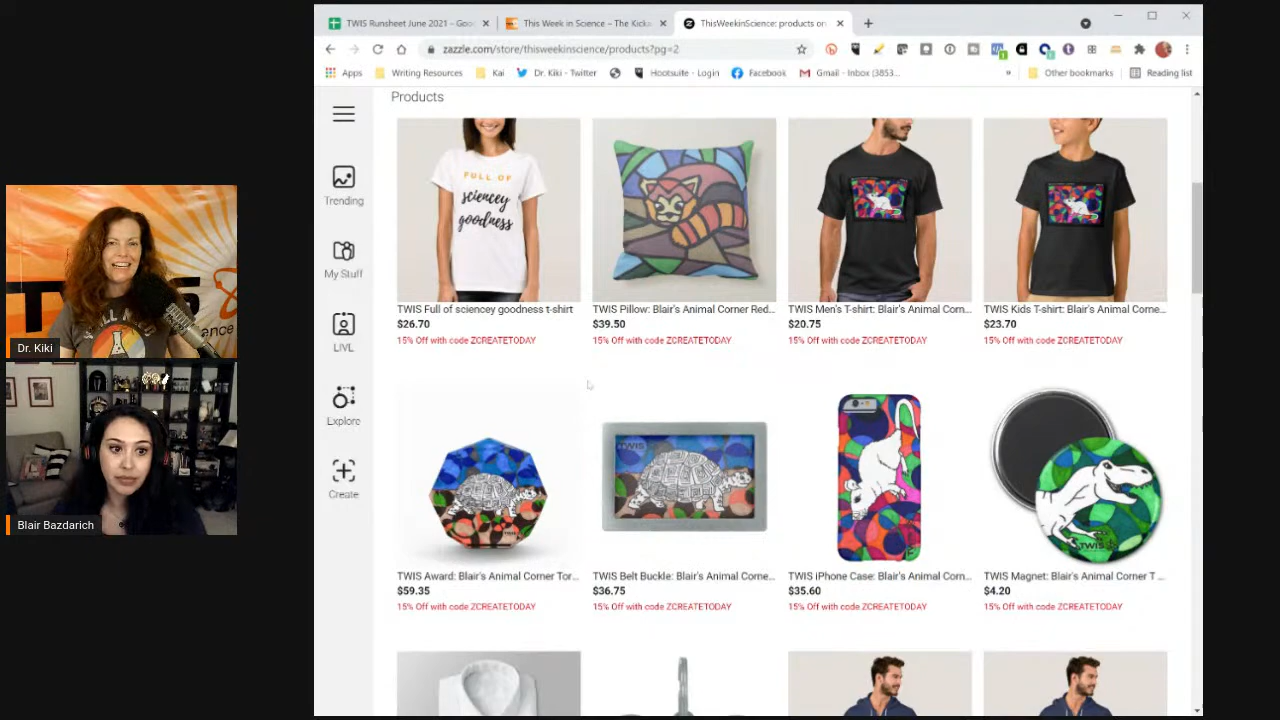 TWIS Runsheet June 2021 – Goo
This Week in Science – The Kicka
ThisWeekinScience: products on
zazzle.com/store/thisweekinscience/products?pg=2
Apps
Writing Resources
Kai
Dr. Kiki - Twitter
Hootsuite - Login
Facebook
Gmail - Inbox (3853...
»
Other bookmarks
Reading list
Products
Trending
My Stuff
LIVE
Explore
Create
FULL OF
sciencey
goodness
TWIS Full of sciencey goodness t-shirt
$26.70
15% Off with code ZCREATETODAY
TWIS Pillow: Blair's Animal Corner Red...
$39.50
15% Off with code ZCREATETODAY
TWIS Men's T-shirt: Blair's Animal Corn...
$20.75
15% Off with code ZCREATETODAY
TWIS Kids T-shirt: Blair's Animal Corne...
$23.70
15% Off with code ZCREATETODAY
TWIS
TWIS
TWIS Award: Blair's Animal Corner Tor...
$59.35
15% Off with code ZCREATETODAY
TWIS Belt Buckle: Blair's Animal Corne...
$36.75
15% Off with code ZCREATETODAY
TWIS iPhone Case: Blair's Animal Corn...
$35.60
15% Off with code ZCREATETODAY
TWIS Magnet: Blair's Animal Corner T ...
$4.20
15% Off with code ZCREATETODAY
Dr. Kiki
Blair Bazdarich